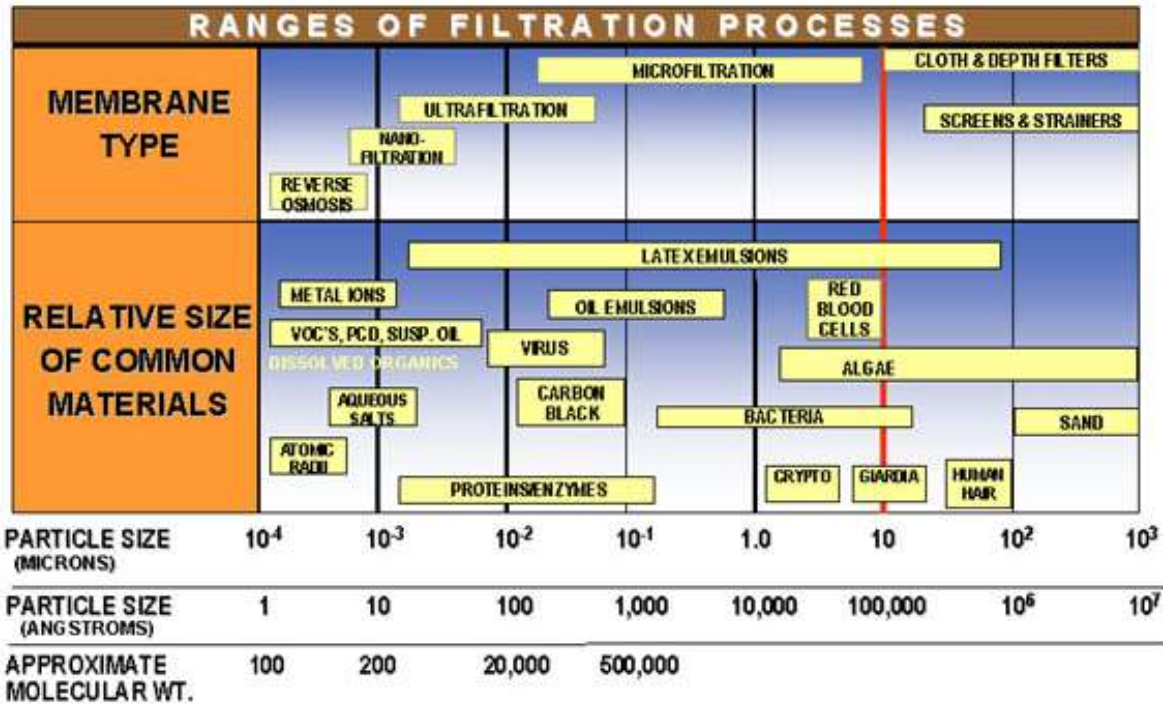 RANGES OF FILTRATION PROCESSES
MEMBRANE
TYPE
CLOTH & DEPTH FILTERS
MICROFILTRATION
ULTRAFILTRATION
SCREENS & STRAINERS
NANO-
FILTRATION
REVERSE
OSMOSIS
RELATIVE SIZE
OF COMMON
MATERIALS
LATEX EMULSIONS
METAL IONS
OIL EMULSIONS
RED
BLOOD
CELLS
VOC'S, PCD, SUSP. OIL
DISSOLVED ORGANICS
VIRUS
ALGAE
AQUEOUS
SALTS
CARBON
BLACK
BACTERIA
SAND
ATOMIC
RADII
PROTEINS/ENZYMES
CRYPTO
GIARDIA
HUMAN
HAIR
PARTICLE SIZE 10⁻⁴ 10⁻³ 10⁻² 10⁻¹ 1.0 10 10² 10³
(MICRONS)
PARTICLE SIZE 1 10 100 1,000 10,000 100,000 10⁶ 10⁷
(ANGSTROMS)
APPROXIMATE 100 200 20,000 500,000
MOLECULAR WT.